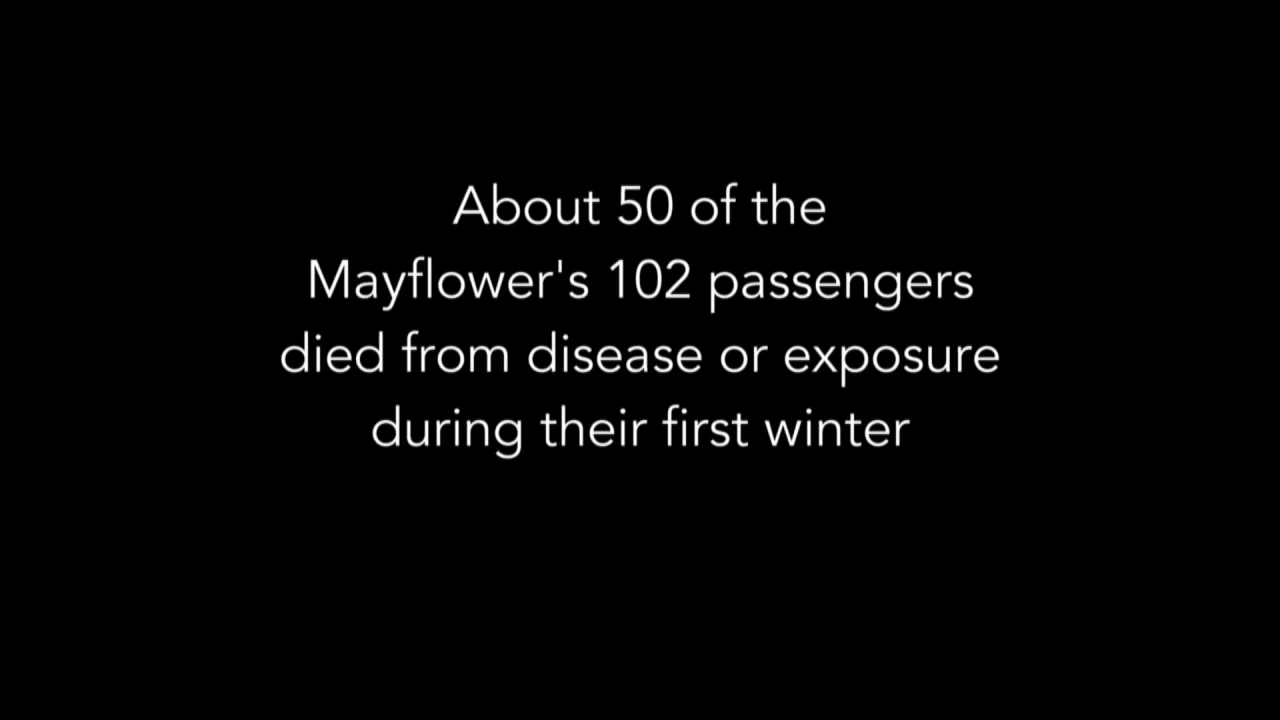 About 50 of the
Mayflower's 102 passengers
died from disease or exposure
during their first winter